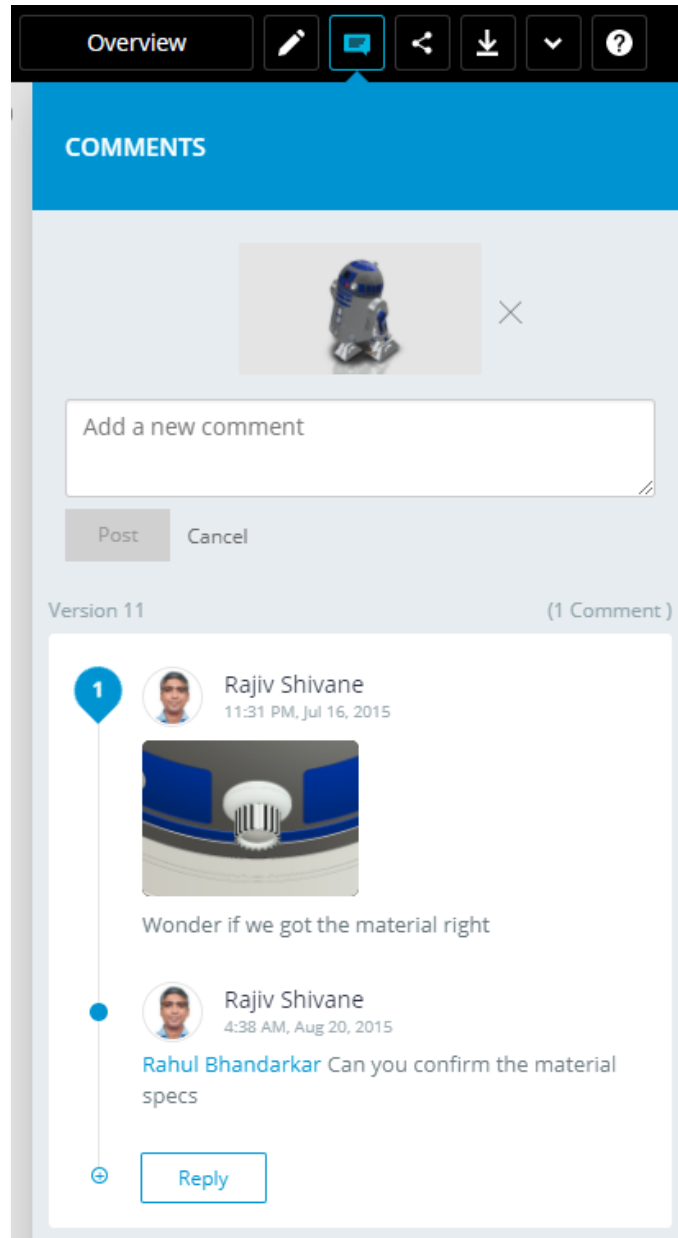 Overview
COMMENTS
Add a new comment
Post Cancel
Version 11 (1 Comment )
1
Rajiv Shivane
11:31 PM, Jul 16, 2015
Wonder if we got the material right
Rajiv Shivane
4:38 AM, Aug 20, 2015
Rahul Bhandarkar Can you confirm the material
specs
Reply